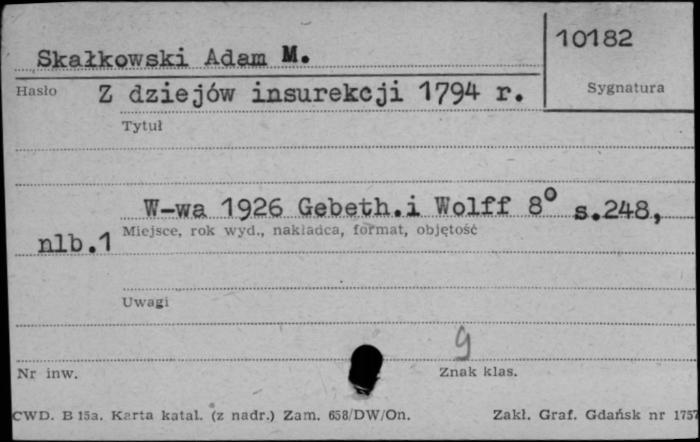 Skałkowski Adam M.
10182
Hasło
Sygnatura
Z dziejów insurekcji 1794 r.
Tytuł
W-wa 1926 Gebeth.i Wolff 8° s.248,
nlb.1
Miejsce, rok wyd., nakładca, format, objętość
Uwagi
9
Nr inw.
Znak klas.
CWD. B 15a. Karta katal. (z nadr.) Zam. 658/DW/On.
Zakł. Graf. Gdańsk nr 1757